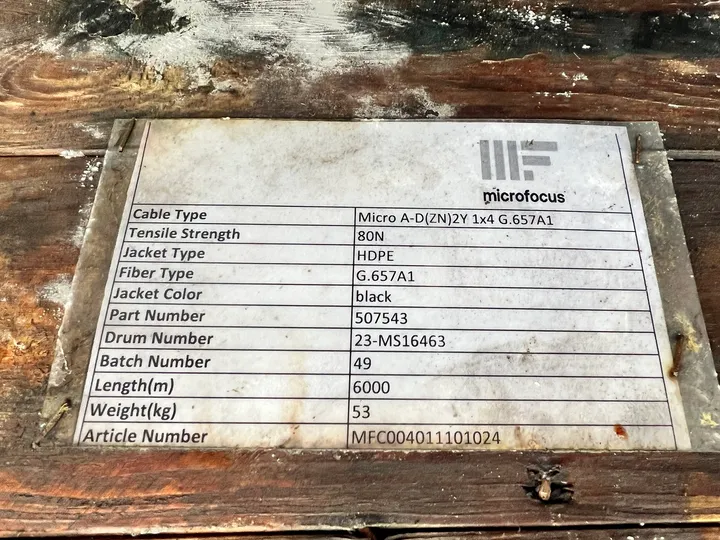 MF
microfocus
Cable Type Micro A-D(ZN)2Y 1x4 G.657A1
Tensile Strength 80N
Jacket Type HDPE
Fiber Type G.657A1
Jacket Color black
Part Number 507543
Drum Number 23-MS16463
Batch Number 49
Length(m) 6000
Weight(kg) 53
Article Number MFC004011101024